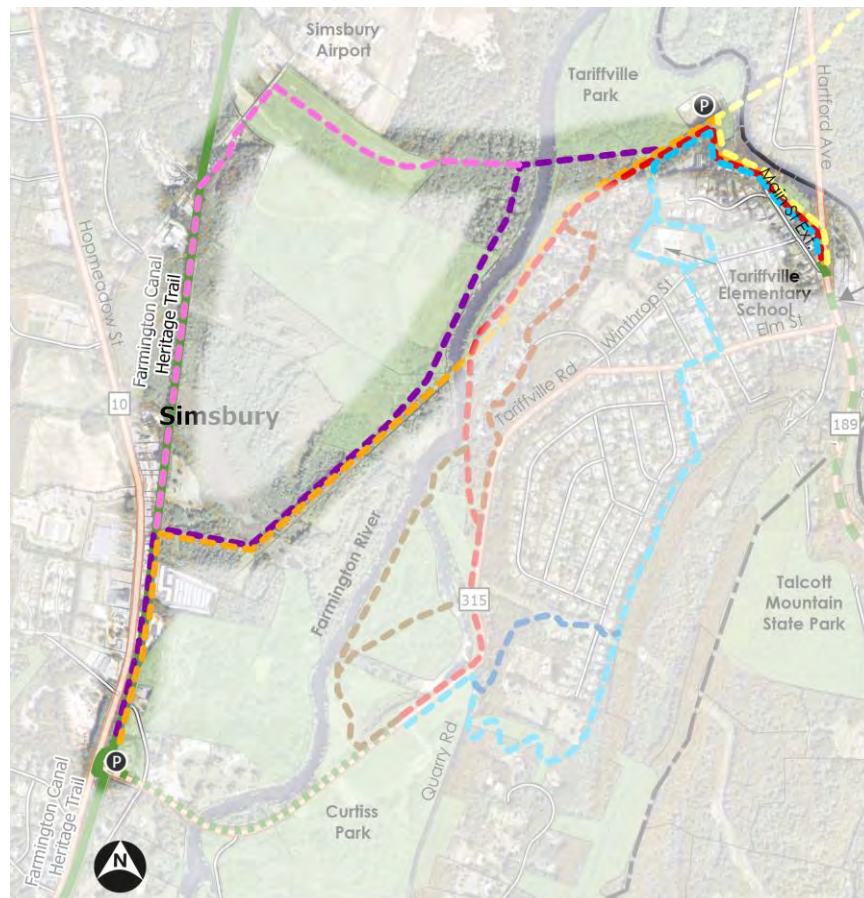 Simsbury
Airport
Tariffville
Park
P
Hartford Ave
Main St Ext.
Hopmeadow St
Farmington Canal
Heritage Trail
10
Simsbury
Winthrop St
Tariffville
Elementary
School
Elm St
Tariffville Rd
189
Farmington River
315
Talcott
Mountain
State Park
Quarry Rd
P
Curtiss
Park
Farmington Canal
Heritage Trail
N